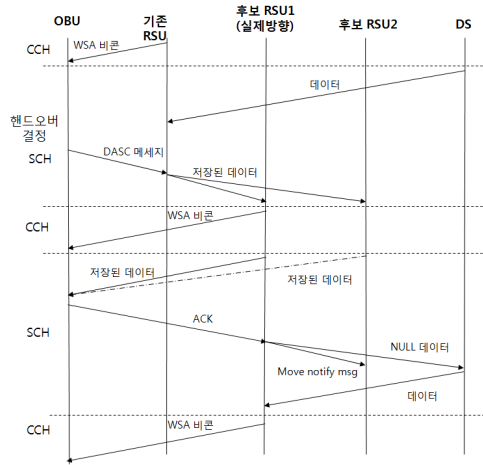 OBU
기존
RSU
후보 RSU1
(실제방향)
후보 RSU2
DS
CCH
WSA 비콘
데이터
핸드오버
결정
SCH
DASC 메세지
저장된 데이터
CCH
WSA 비콘
저장된 데이터
저장된 데이터
SCH
ACK
NULL 데이터
Move notify msg
데이터
CCH
WSA 비콘